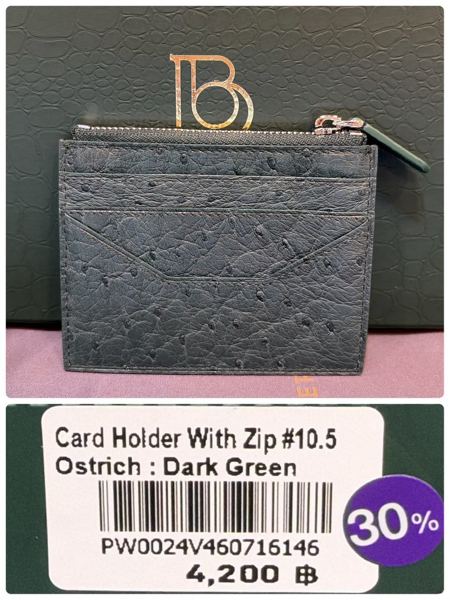 B
Card Holder With Zip #10.5
Ostrich : Dark Green
PW0024V460716146
4,200 ฿
30%